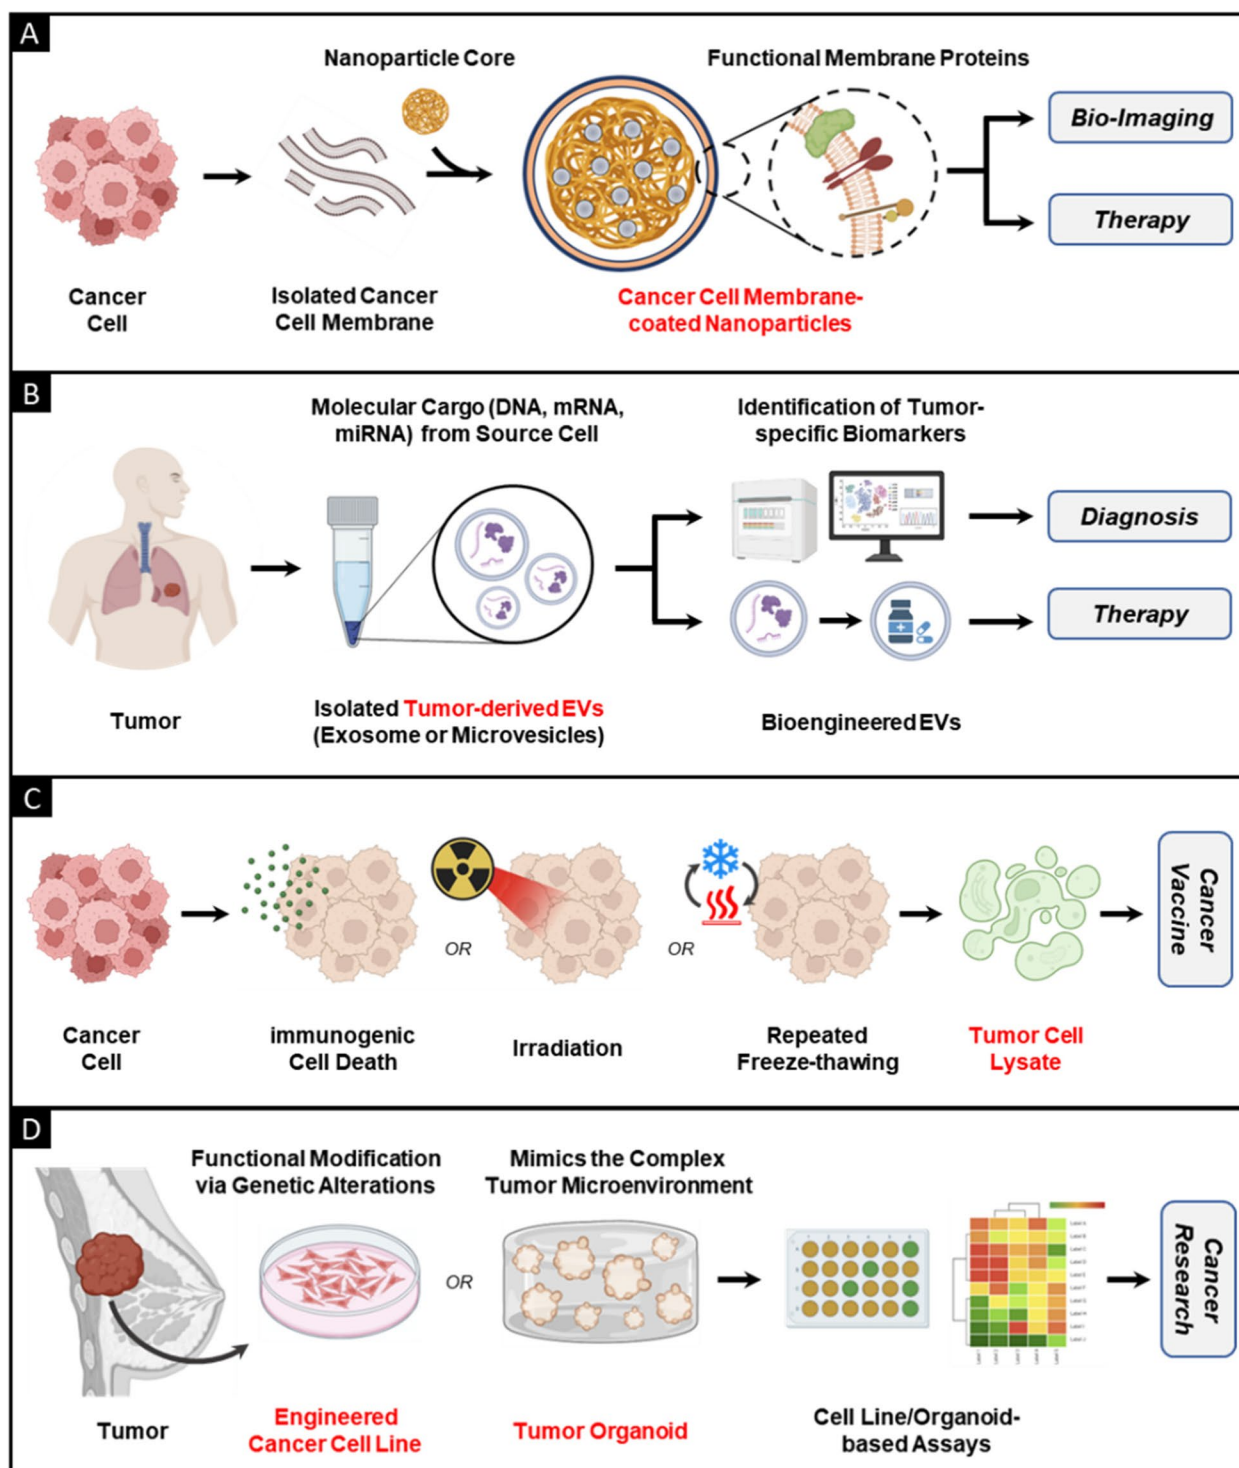 A
Nanoparticle Core
Functional Membrane Proteins
Bio-Imaging
Therapy
Cancer
Cell
Isolated Cancer
Cell Membrane
Cancer Cell Membrane-
coated Nanoparticles
B
Molecular Cargo (DNA, mRNA,
miRNA) from Source Cell
Identification of Tumor-
specific Biomarkers
Diagnosis
Therapy
Tumor
Isolated Tumor-derived EVs
(Exosome or Microvesicles)
Bioengineered EVs
C
OR
OR
Cancer
Vaccine
Cancer
Cell
immunogenic
Cell Death
Irradiation
Repeated
Freeze-thawing
Tumor Cell
Lysate
D
Functional Modification
via Genetic Alterations
Mimics the Complex
Tumor Microenvironment
OR
Cancer
Research
Tumor
Engineered
Cancer Cell Line
Tumor Organoid
Cell Line/Organoid-
based Assays